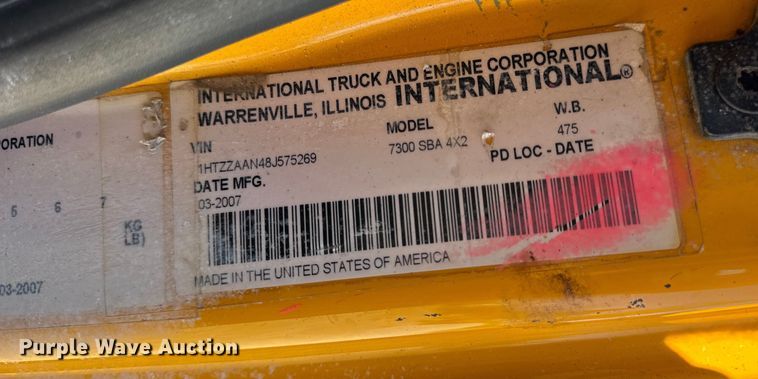 INTERNATIONAL TRUCK AND ENGINE CORPORATION
WARRENVILLE, ILLINOIS INTERNATIONAL®
VIN MODEL W.B.
1HTZZAAN48J575269 7300 SBA 4X2 475
DATE MFG. PD LOC - DATE
03-2007
MADE IN THE UNITED STATES OF AMERICA
ORATION
5 6 7
KG
LB)
03-2007
Purple Wave Auction